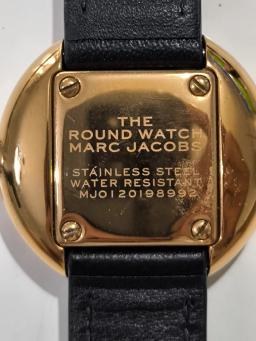 THE
ROUND WATCH
MARC JACOBS
STAINLESS STEEL
WATER RESISTANT
MJ0120198992